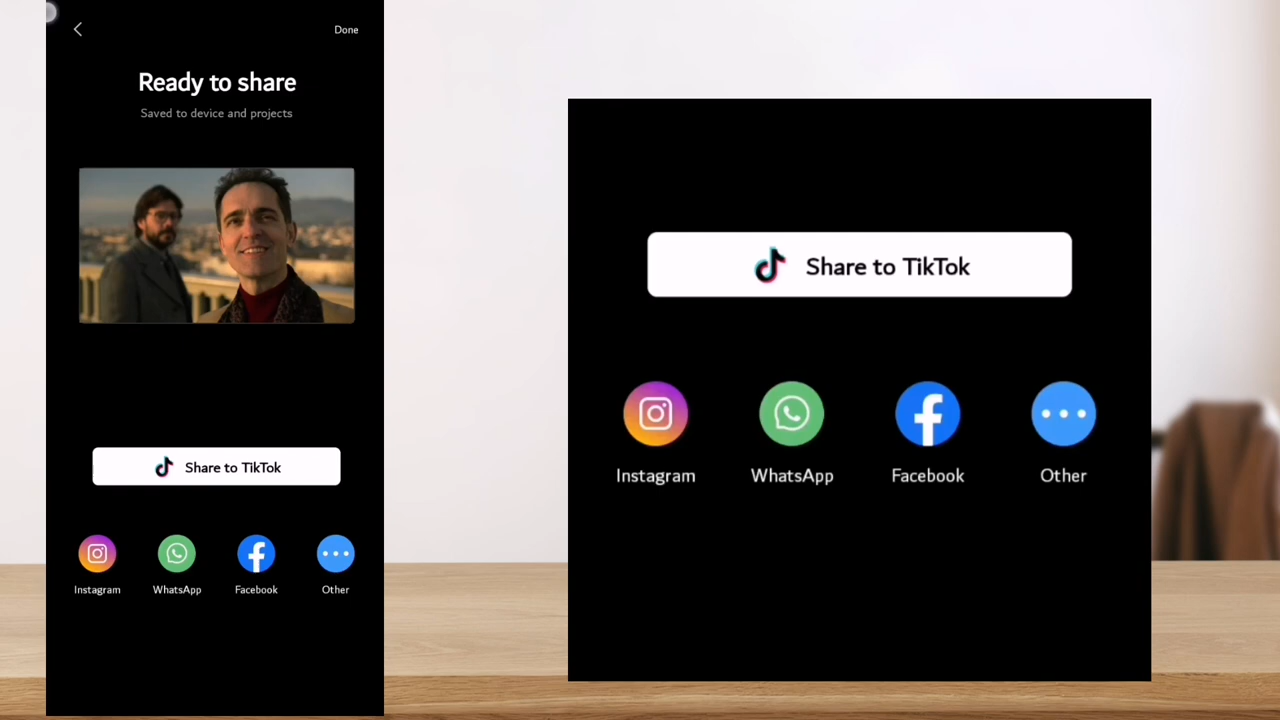 Done
Ready to share
Saved to device and projects
Share to TikTok
Instagram WhatsApp Facebook Other
Share to TikTok
Instagram WhatsApp Facebook Other